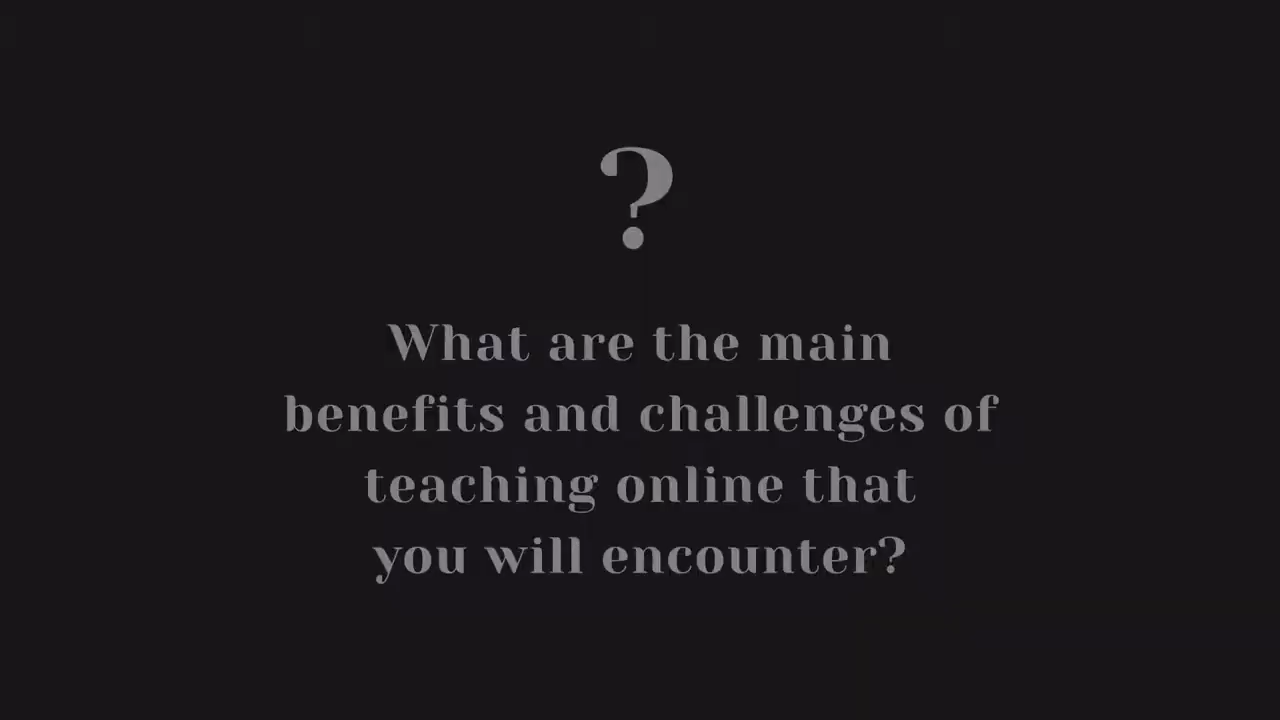 ?
What are the main
benefits and challenges of
teaching online that
you will encounter?